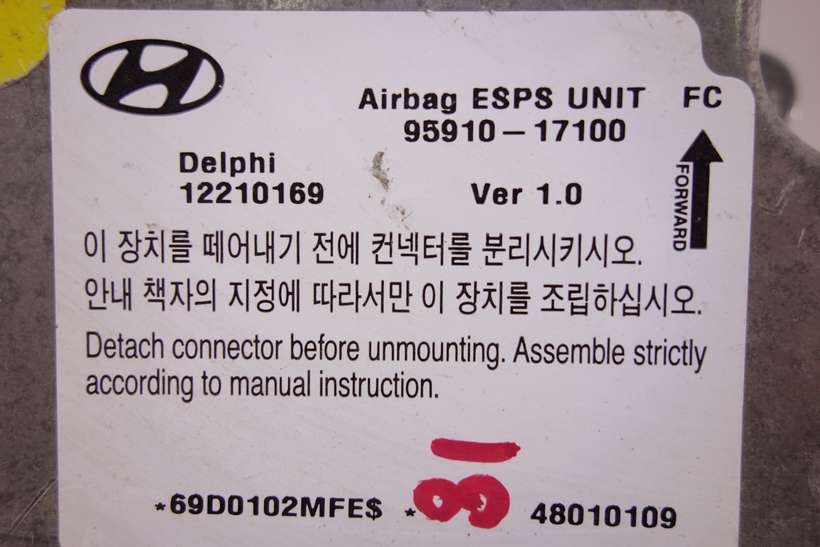 Airbag ESPS UNIT FC
95910-17100
Delphi
12210169
Ver 1.0
FORWARD
이 장치를 떼어내기 전에 컨넥터를 분리시키시오.
안내 책자의 지정에 따라서만 이 장치를 조립하십시오.
Detach connector before unmounting. Assemble strictly
according to manual instruction.
*69D0102MFE$ * 48010109